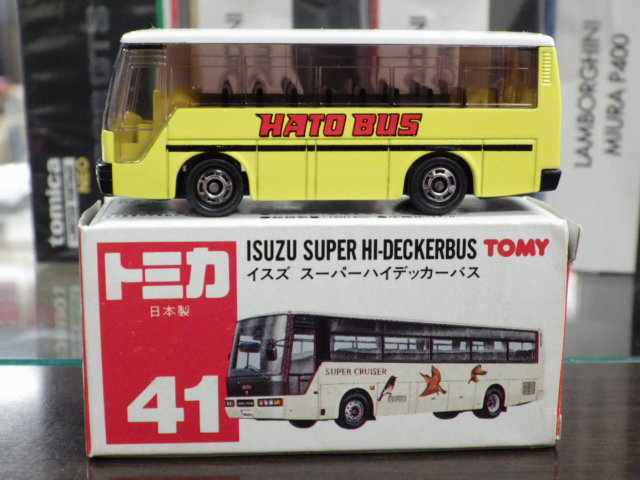 HATO BUS
LAMBORGHINI
MIURA P400
tomica
NEO
トミカ
日本製
41
ISUZU SUPER HI-DECKERBUS TOMY
イスズ スーパーハイデッカーバス
SUPER CRUISER